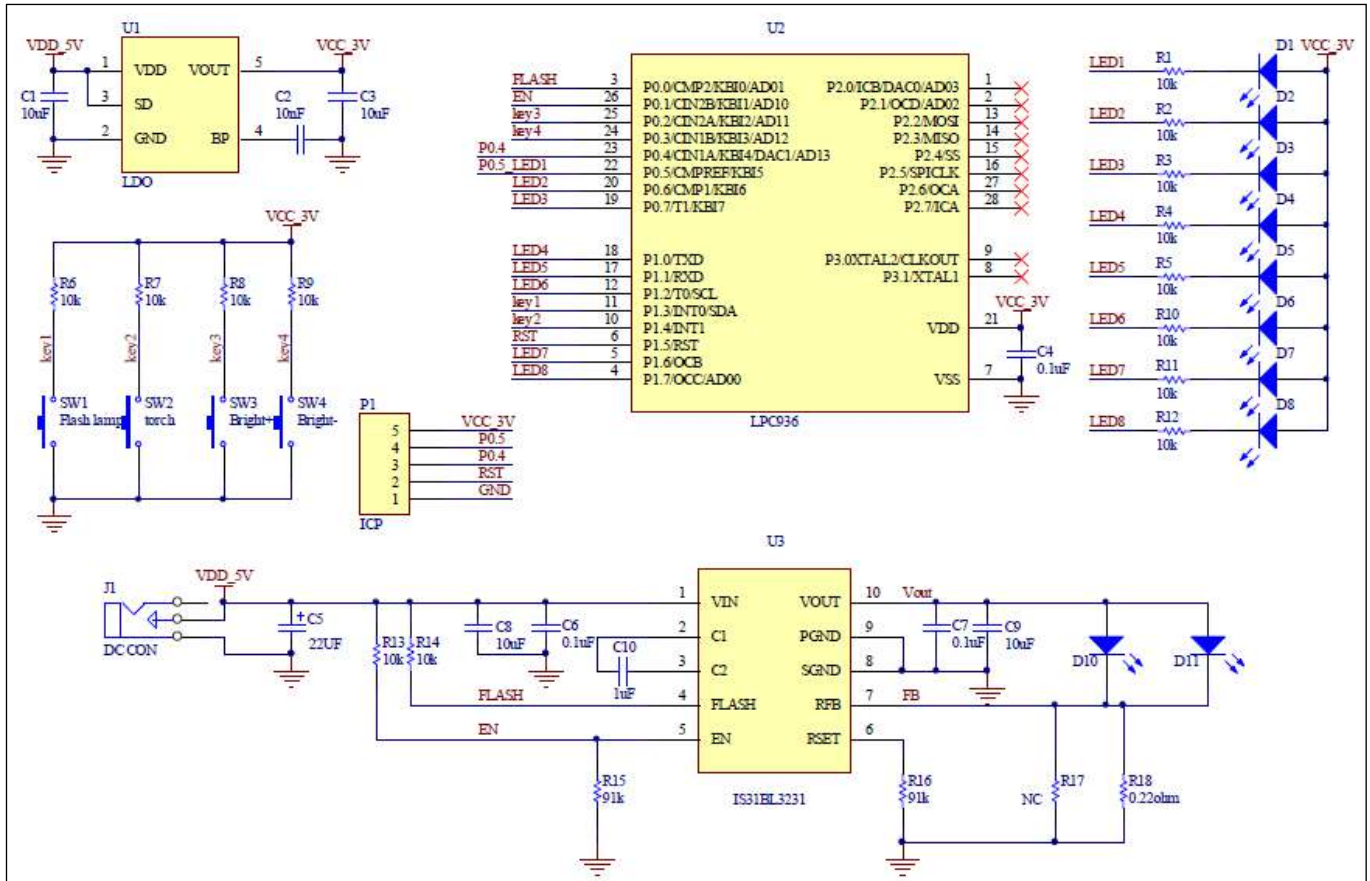 U1
VDD_5V
VCC_3V
1
VDD
VOUT
5
C1
10uF
3
SD
C2
10nF
C3
10uF
2
GND
BP
4
LDO
U2
FLASH 3 P0.0/CMP2/KBI0/AD01
EN 26 P0.1/CIN2B/KBI1/AD10
key3 25 P0.2/CIN2A/KBI2/AD11
key4 24 P0.3/CIN1B/KBI3/AD12
P0.4 23 P0.4/CIN1A/KBI4/DAC1/AD13
P0.5 LED1 22 P0.5/CMPREF/KBI5
LED2 20 P0.6/CMP1/KBI6
LED3 19 P0.7/T1/KBI7
LED4 18 P1.0/TXD
LED5 17 P1.1/RXD
LED6 12 P1.2/T0/SCL
key1 11 P1.3/INT0/SDA
key2 10 P1.4/INT1
RST 6 P1.5/RST
LED7 5 P1.6/OCB
LED8 4 P1.7/OCC/AD00
P2.0/ICB/DAC0/AD03 1
P2.1/OCD/AD02 2
P2.2/MOSI 13
P2.3/MISO 14
P2.4/SS 15
P2.5/SPICLK 16
P2.6/OCA 27
P2.7/ICA 28
P3.0XTAL2/CLKOUT 9
P3.1/XTAL1 8
VDD 21
VSS 7
VCC_3V
C4
0.1uF
LPC936
VCC_3V
LED1 R1 10k D1
LED2 R2 10k D2
LED3 R3 10k D3
LED4 R4 10k D4
LED5 R5 10k D5
LED6 R10 10k D6
LED7 R11 10k D7
LED8 R12 10k D8
VCC_3V
R6
10k
R7
10k
R8
10k
R9
10k
key1
key2
key3
key4
SW1
Flash lamp
SW2
torch
SW3
Bright+
SW4
Bright-
P1
5 VCC_3V
4 P0.5
3 P0.4
2 RST
1 GND
ICP
J1
DC CON
VDD_5V
+
C5
22UF
R13
10k
R14
10k
C8
10uF
C6
0.1uF
C10
1uF
FLASH
EN
R15
91k
U3
1 VIN
2 C1
3 C2
4 FLASH
5 EN
VOUT 10
PGND 9
SGND 8
RFB 7
RSET 6
IS31BL3231
Vout
C7
0.1uF
C9
10uF
FB
D10
D11
R16
91k
NC
R17
R18
0.22ohm